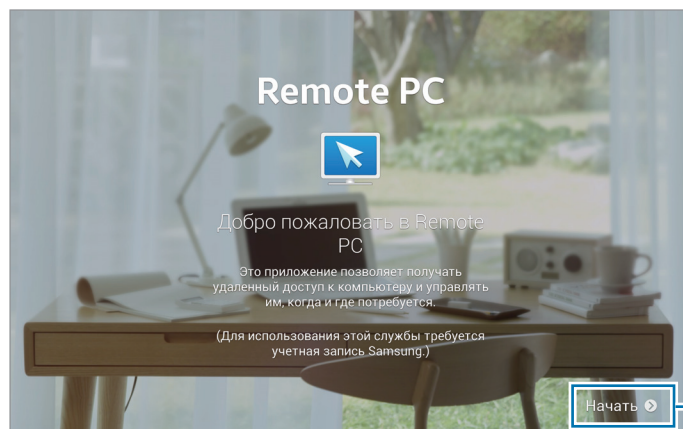 Remote PC
Добро пожаловать в Remote
PC
Это приложение позволяет получать
удаленный доступ к компьютеру и управлять
им, когда и где потребуется.
(Для использования этой службы требуется
учетная запись Samsung.)
Начать